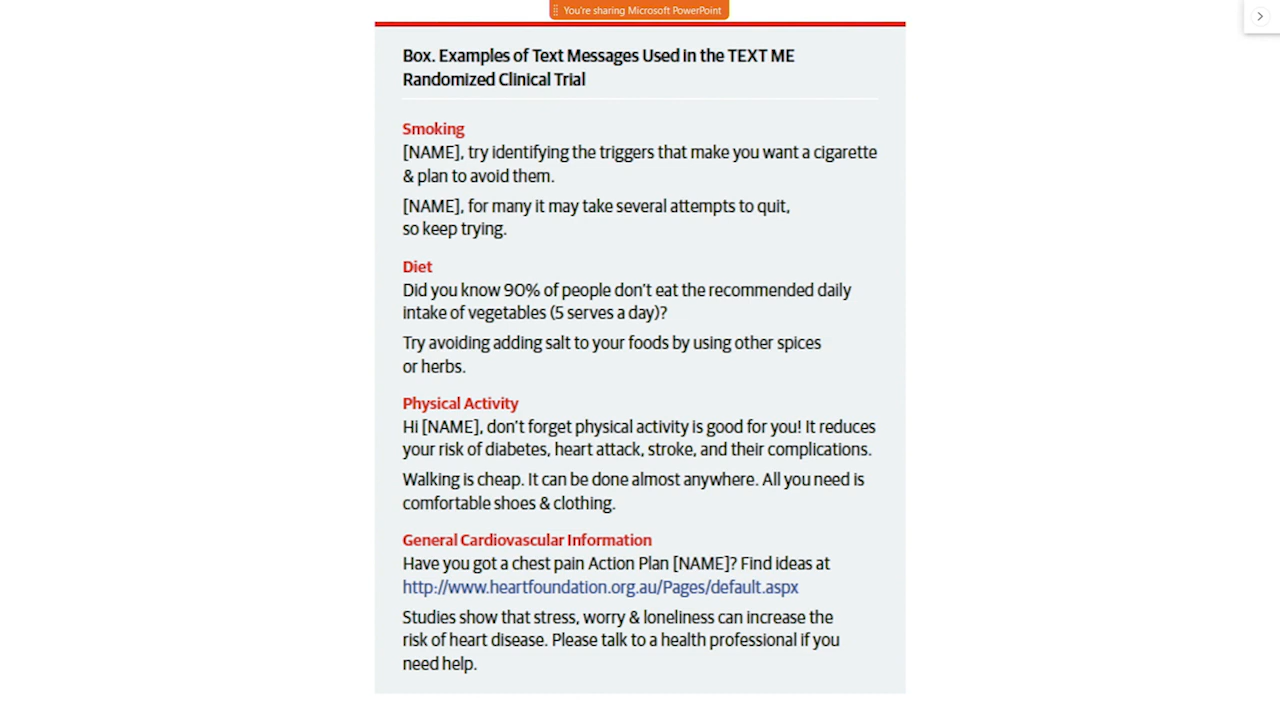 You're sharing Microsoft PowerPoint
Box. Examples of Text Messages Used in the TEXT ME
Randomized Clinical Trial
Smoking
[NAME], try identifying the triggers that make you want a cigarette
& plan to avoid them.
[NAME], for many it may take several attempts to quit,
so keep trying.
Diet
Did you know 90% of people don't eat the recommended daily
intake of vegetables (5 serves a day)?
Try avoiding adding salt to your foods by using other spices
or herbs.
Physical Activity
Hi [NAME], don't forget physical activity is good for you! It reduces
your risk of diabetes, heart attack, stroke, and their complications.
Walking is cheap. It can be done almost anywhere. All you need is
comfortable shoes & clothing.
General Cardiovascular Information
Have you got a chest pain Action Plan [NAME]? Find ideas at
http://www.heartfoundation.org.au/Pages/default.aspx
Studies show that stress, worry & loneliness can increase the
risk of heart disease. Please talk to a health professional if you
need help.